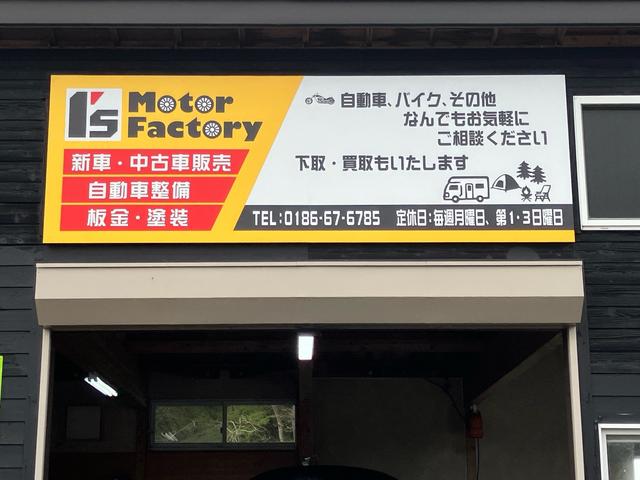 1's Motor
Factory
新車・中古車販売
自動車整備
板金・塗装
自動車、バイク、その他
なんでもお気軽に
ご相談ください
下取・買取もいたします
TEL:0186-67-6785 定休日:毎週月曜日、第1・3日曜日